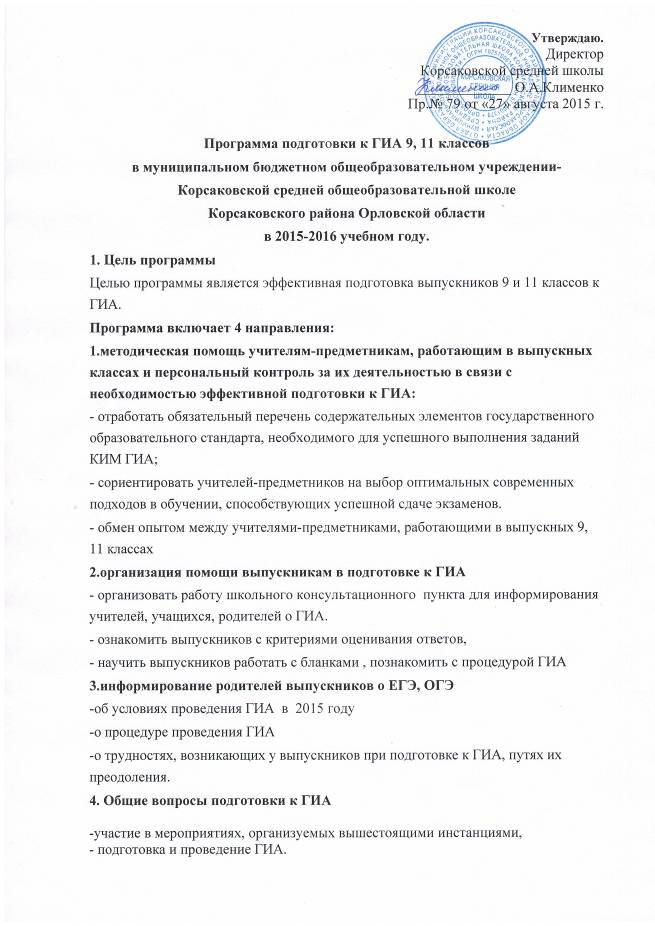 Утверждаю.
Директор
Корсаковской средней школы
О.А.Клименко
Пр.№ 79 от «27» августа 2015 г.
КОРСАКОВСКАЯ
СРЕДНЯЯ
ШКОЛА
Программа подготовки к ГИА 9, 11 классов
в муниципальном бюджетном общеобразовательном учреждении-
Корсаковской средней общеобразовательной школе
Корсаковского района Орловской области
в 2015-2016 учебном году.
1. Цель программы
Целью программы является эффективная подготовка выпускников 9 и 11 классов к
ГИА.
Программа включает 4 направления:
1.методическая помощь учителям-предметникам, работающим в выпускных
классах и персональный контроль за их деятельностью в связи с
необходимостью эффективной подготовки к ГИА:
- отработать обязательный перечень содержательных элементов государственного
образовательного стандарта, необходимого для успешного выполнения заданий
КИМ ГИА;
- сориентировать учителей-предметников на выбор оптимальных современных
подходов в обучении, способствующих успешной сдаче экзаменов.
- обмен опытом между учителями-предметниками, работающими в выпускных 9,
11 классах
2.организация помощи выпускникам в подготовке к ГИА
- организовать работу школьного консультационного пункта для информирования
учителей, учащихся, родителей о ГИА.
- ознакомить выпускников с критериями оценивания ответов,
- научить выпускников работать с бланками , познакомить с процедурой ГИА
3.информирование родителей выпускников о ЕГЭ, ОГЭ
-об условиях проведения ГИА в 2015 году
-о процедуре проведения ГИА
-о трудностях, возникающих у выпускников при подготовке к ГИА, путях их
преодоления.
4. Общие вопросы подготовки к ГИА
-участие в мероприятиях, организуемых вышестоящими инстанциями,
- подготовка и проведение ГИА.